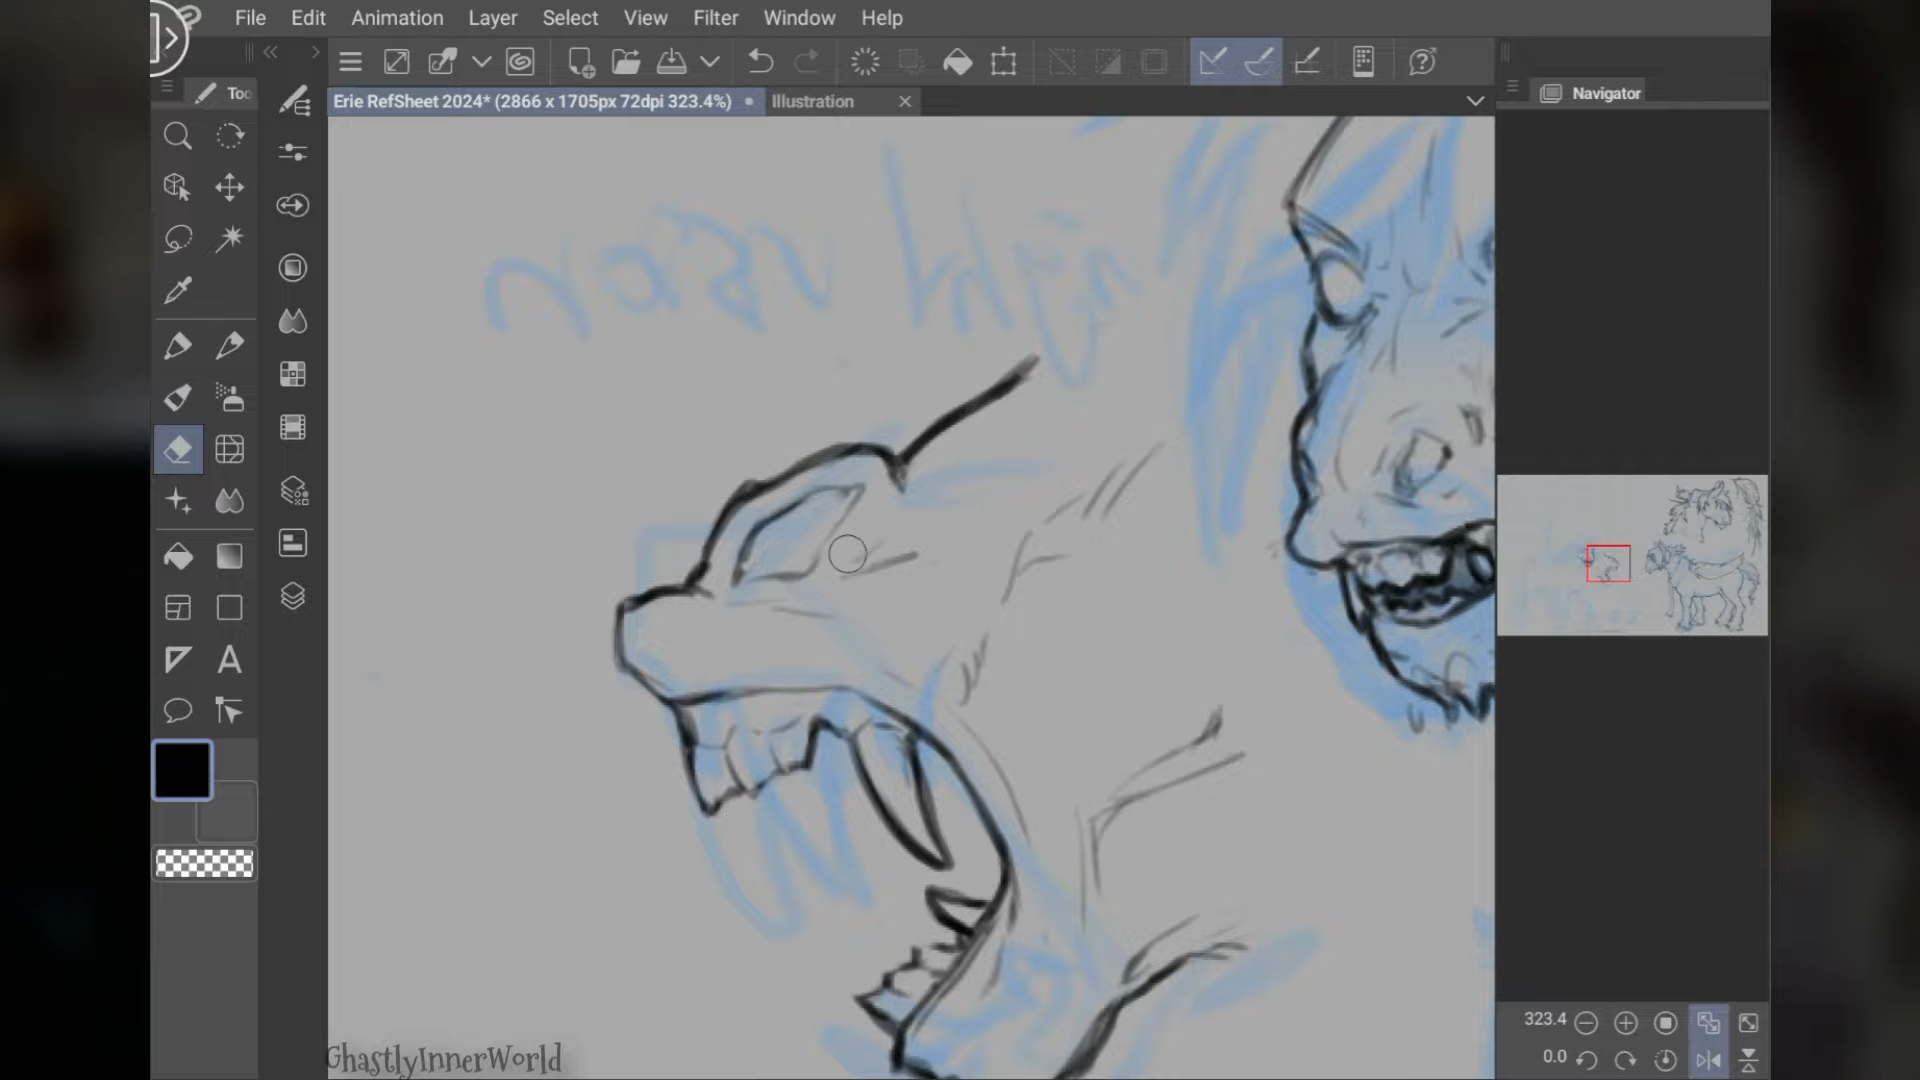 File Edit Animation Layer Select View Filter Window Help
Too
Erie RefSheet 2024* (2866 x 1705px 72dpi 323.4%)
Illustration
Navigator
A
323.4
0.0
GhastlyInnerWorld